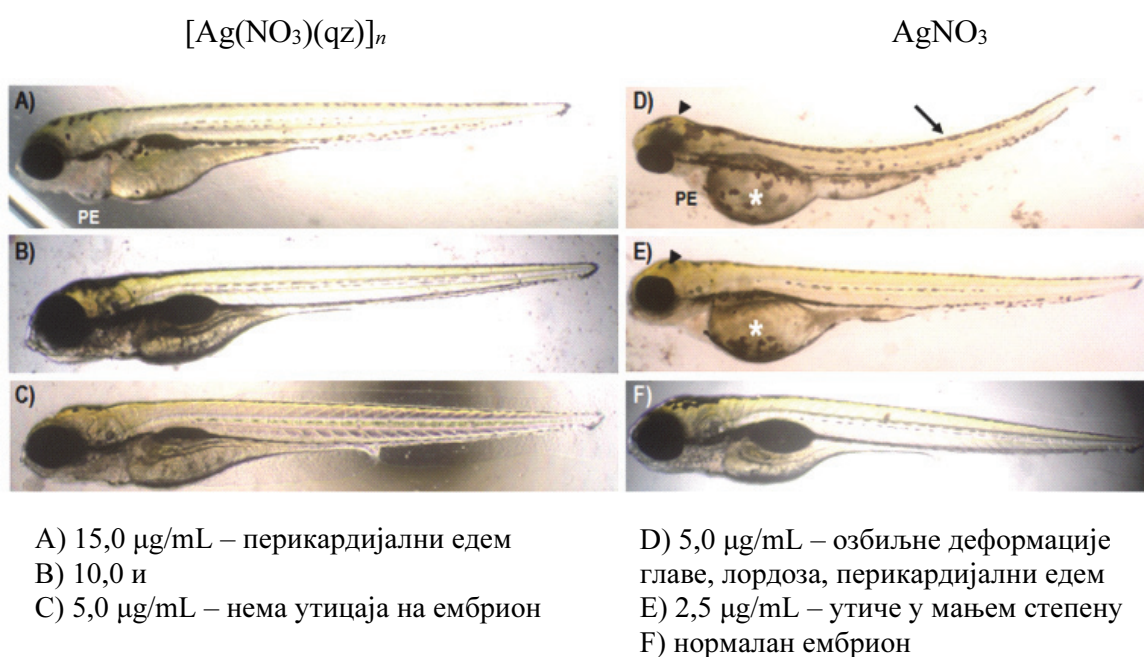 [Ag(NO₃)(qz)]ₙ
AgNO₃
A)
PE
B)
C)
D)
PE
*
E)
*
F)
A) 15,0 μg/mL – перикардијални едем
B) 10,0 и
C) 5,0 μg/mL – нема утицаја на ембрион
D) 5,0 μg/mL – озбиљне деформације
главе, лордоза, перикардијални едем
E) 2,5 μg/mL – утиче у мањем степену
F) нормалан ембрион